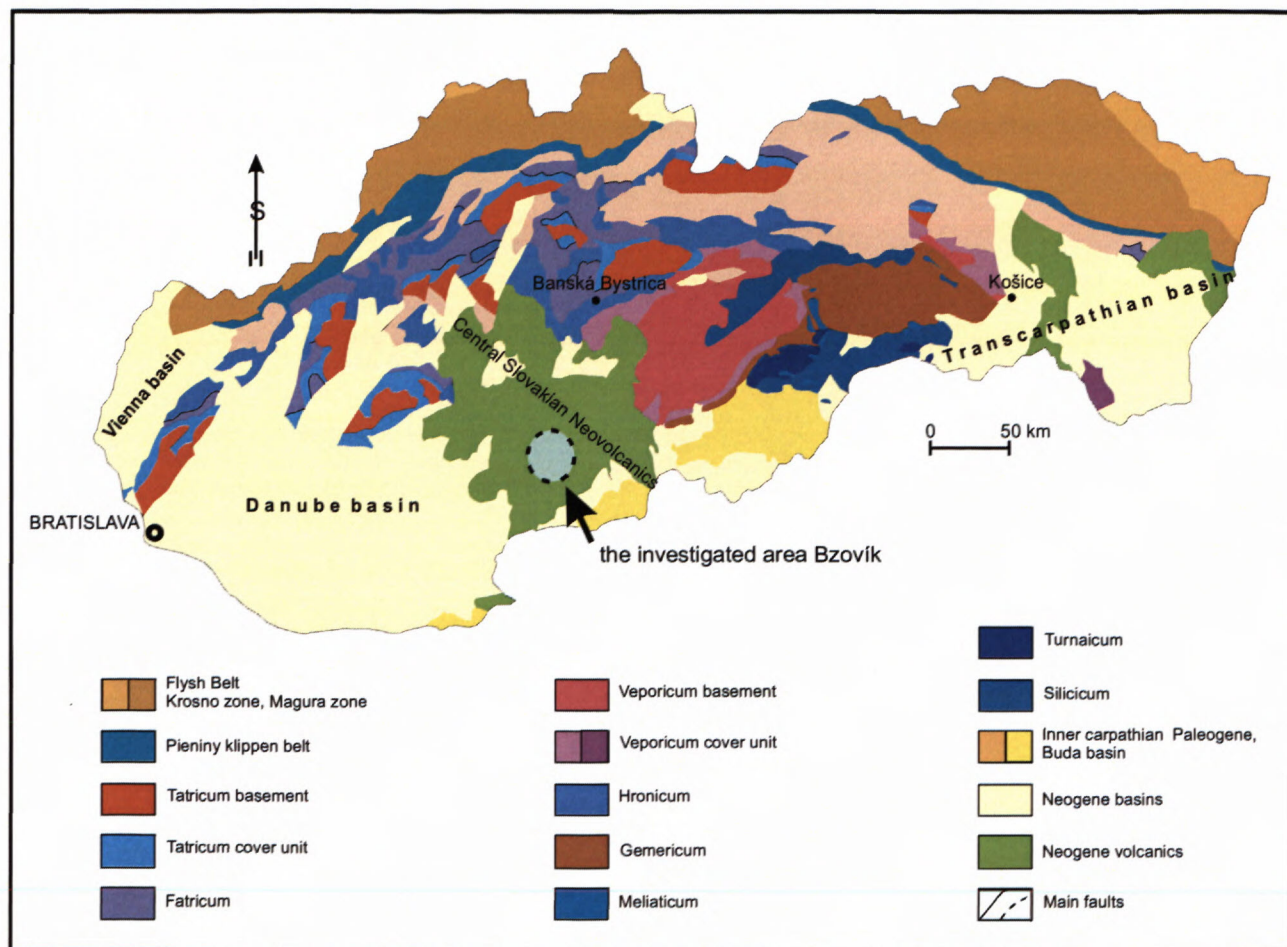 S
Banská Bystrica
Košice
Transcarpathian basin
Central Slovakian Neovolcanics
Vienna basin
0 50 km
Danube basin
BRATISLAVA
the investigated area Bzovík
Flysh Belt
Krosno zone, Magura zone
Pieniny klippen belt
Tatricum basement
Tatricum cover unit
Fatricum
Veporicum basement
Veporicum cover unit
Hronicum
Gemericum
Meliaticum
Turnaicum
Silicicum
Inner carpathian Paleogene,
Buda basin
Neogene basins
Neogene volcanics
Main faults